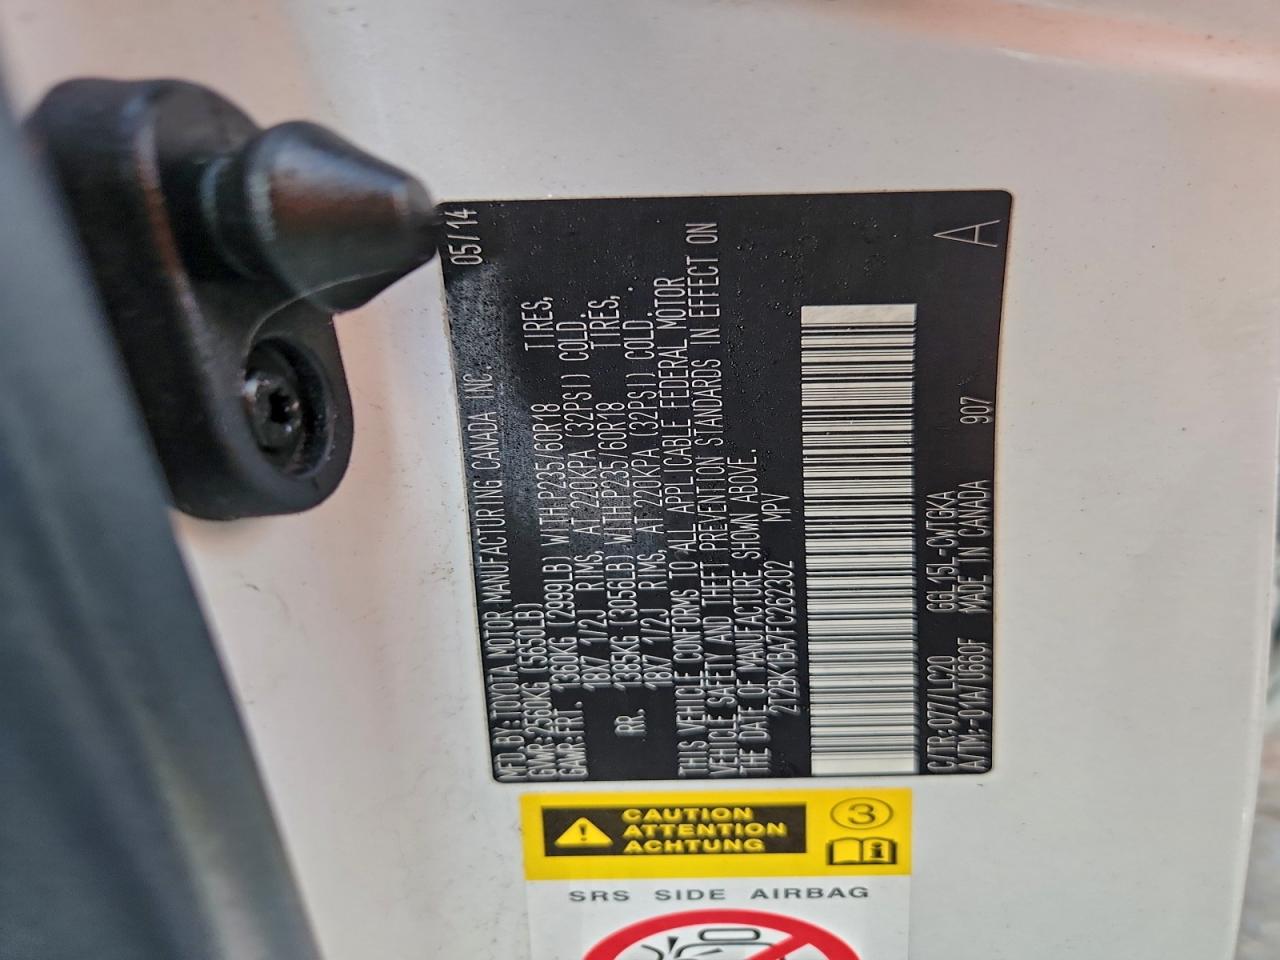 MFD. BY: TOYOTA MOTOR MANUFACTURING CANADA INC. 05/14
GVWR: 2560KG (5650LB)
GAWR: FRT. 1360KG (2999LB) WITH P235/60R18 TIRES,
18X7 1/2J RIMS, AT 220KPA (32PSI) COLD.
RR. 1385KG (3056LB) WITH P235/60R18 TIRES,
18X7 1/2J RIMS, AT 220KPA (32PSI) COLD.
THIS VEHICLE CONFORMS TO ALL APPLICABLE FEDERAL MOTOR
VEHICLE SAFETY AND THEFT PREVENTION STANDARDS IN EFFECT ON
THE DATE OF MANUFACTURE SHOWN ABOVE.
2T2BK1BA7FC262302 MPV
C/TR: 077/LC20 GGL15L-CWTGKA A
A/TM: -01A/U660F MADE IN CANADA 907
CAUTION
ATTENTION
ACHTUNG
3
i
SRS SIDE AIRBAG